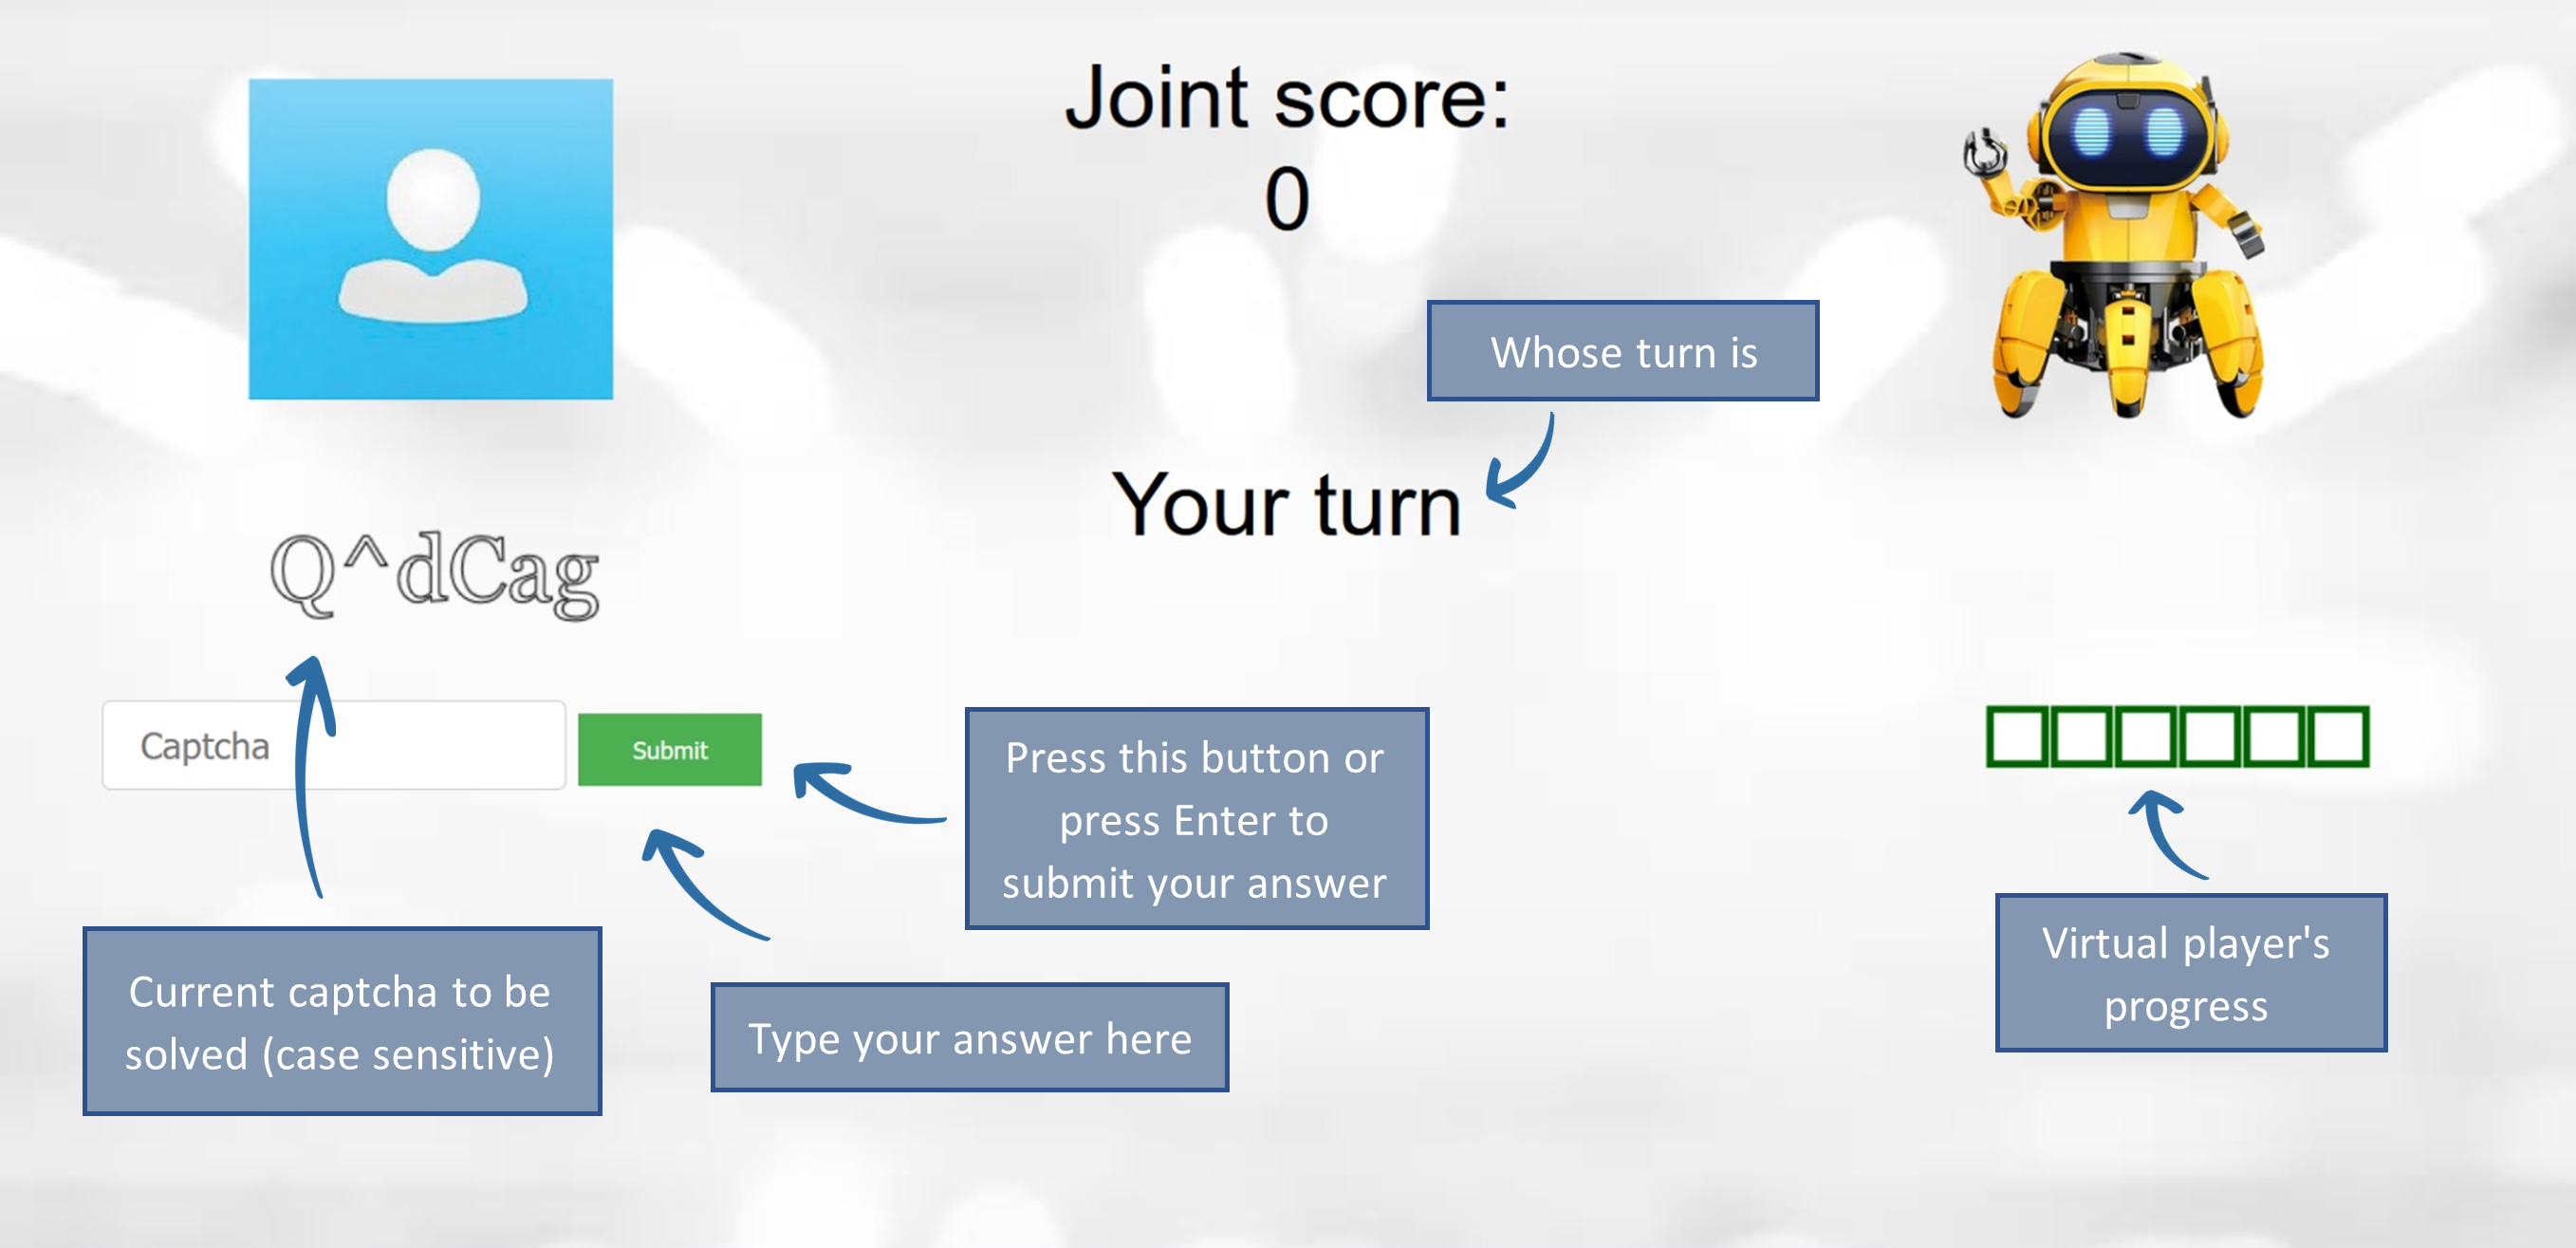 Joint score:
0
Whose turn is
Your turn
Q^dCag
Captcha
Submit
Press this button or
press Enter to
submit your answer
Current captcha to be
solved (case sensitive)
Type your answer here
Virtual player's
progress